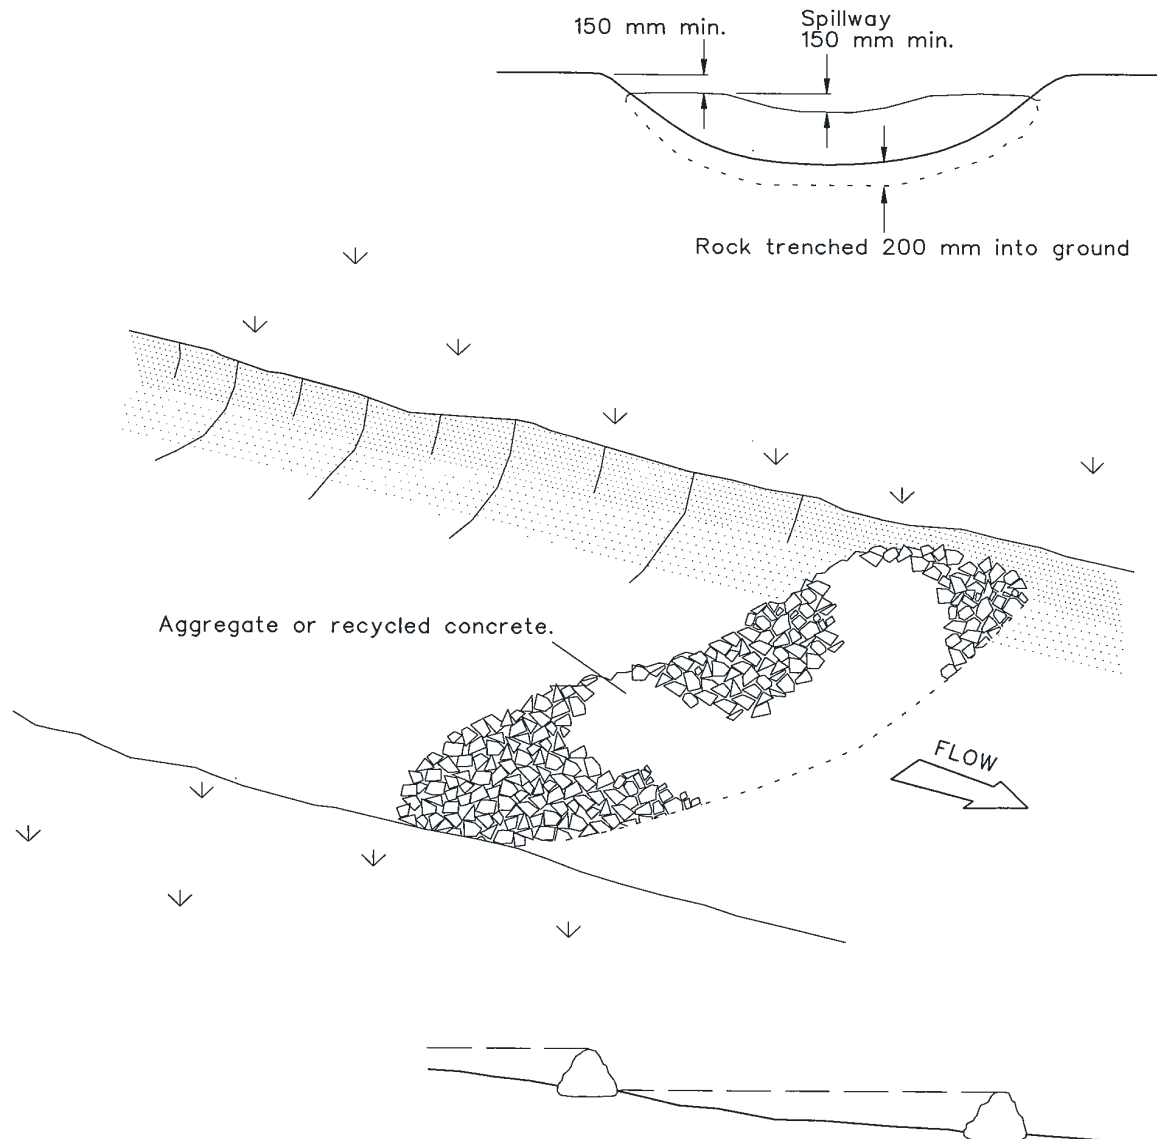 150 mm min.
Spillway
150 mm min.
Rock trenched 200 mm into ground
Aggregate or recycled concrete.
FLOW